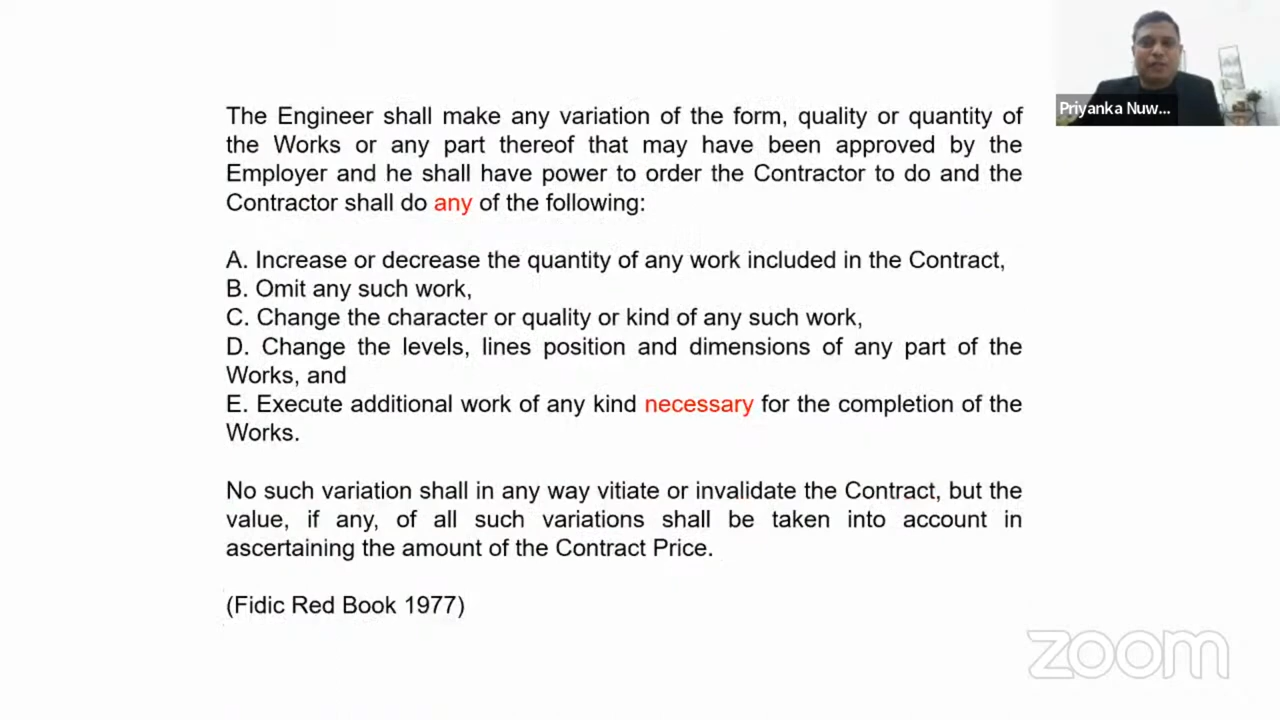 The Engineer shall make any variation of the form, quality or quantity of
the Works or any part thereof that may have been approved by the
Employer and he shall have power to order the Contractor to do and the
Contractor shall do any of the following:
A. Increase or decrease the quantity of any work included in the Contract,
B. Omit any such work,
C. Change the character or quality or kind of any such work,
D. Change the levels, lines position and dimensions of any part of the
Works, and
E. Execute additional work of any kind necessary for the completion of the
Works.
No such variation shall in any way vitiate or invalidate the Contract, but the
value, if any, of all such variations shall be taken into account in
ascertaining the amount of the Contract Price.
(Fidic Red Book 1977)
Priyanka Nuw...
zoom